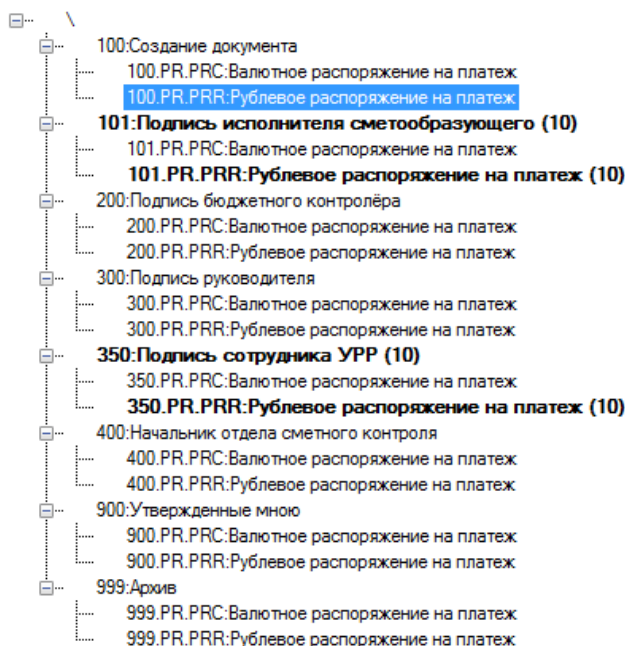 \
100:Создание документа
100.PR.PRC:Валютное распоряжение на платеж
100.PR.PRR:Рублевое распоряжение на платеж
101:Подпись исполнителя сметообразующего (10)
101.PR.PRC:Валютное распоряжение на платеж
101.PR.PRR:Рублевое распоряжение на платеж (10)
200:Подпись бюджетного контролёра
200.PR.PRC:Валютное распоряжение на платеж
200.PR.PRR:Рублевое распоряжение на платеж
300:Подпись руководителя
300.PR.PRC:Валютное распоряжение на платеж
300.PR.PRR:Рублевое распоряжение на платеж
350:Подпись сотрудника УРР (10)
350.PR.PRC:Валютное распоряжение на платеж
350.PR.PRR:Рублевое распоряжение на платеж (10)
400:Начальник отдела сметного контроля
400.PR.PRC:Валютное распоряжение на платеж
400.PR.PRR:Рублевое распоряжение на платеж
900:Утвержденные мною
900.PR.PRC:Валютное распоряжение на платеж
900.PR.PRR:Рублевое распоряжение на платеж
999:Архив
999.PR.PRC:Валютное распоряжение на платеж
999.PR.PRR:Рублевое распоряжение на платеж